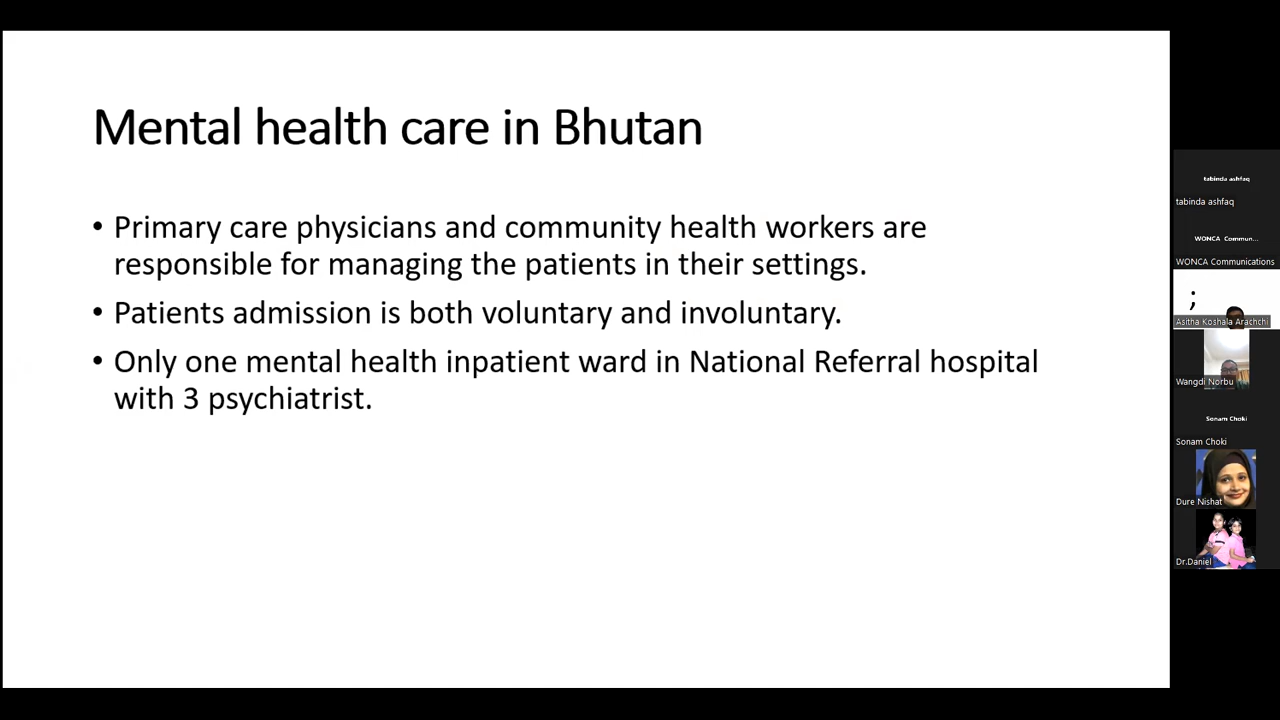 Mental health care in Bhutan
• Primary care physicians and community health workers are
responsible for managing the patients in their settings.
• Patients admission is both voluntary and involuntary.
• Only one mental health inpatient ward in National Referral hospital
with 3 psychiatrist.
tabinda ashfaq
tabinda ashfaq
WONCA Commun...
WONCA Communications
;
Asitha Koshala Arachchi
Wangdi Norbu
Sonam Choki
Sonam Choki
Dure Nishat
Dr.Daniel